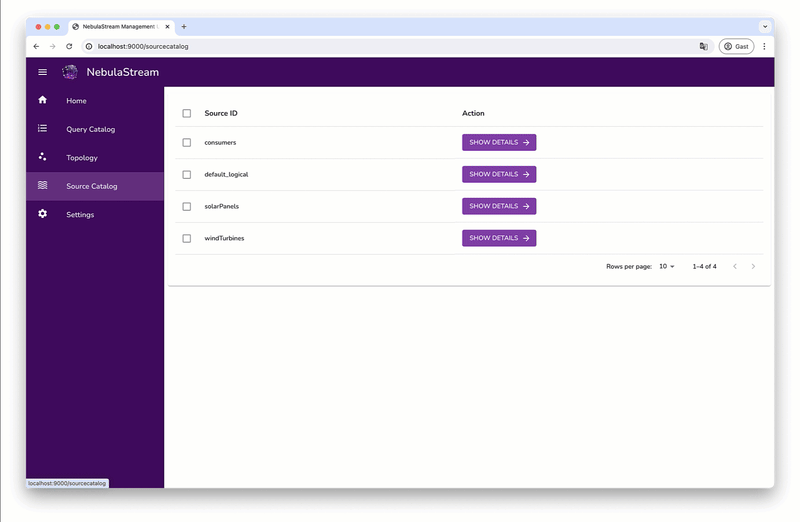 NebulaStream Management
localhost:9000/sourcecatalog
Gast
NebulaStream
Home
Query Catalog
Topology
Source Catalog
Settings
Source ID Action
consumers SHOW DETAILS
default_logical SHOW DETAILS
solarPanels SHOW DETAILS
windTurbines SHOW DETAILS
Rows per page: 10 1–4 of 4
localhost:9000/sourcecatalog